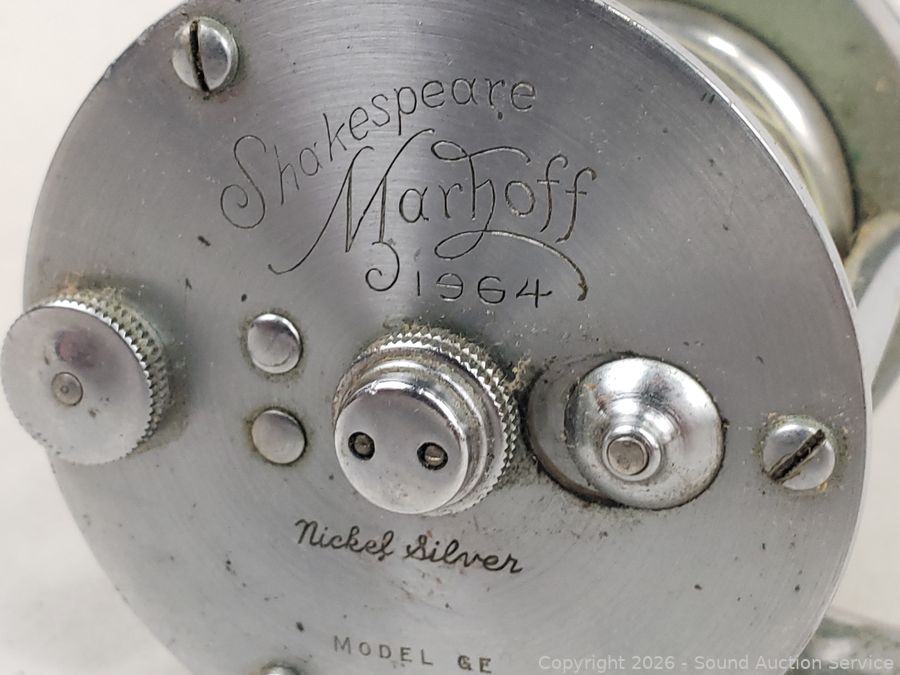 Shakespeare
Marhoff
1964
Nickel Silver
MODEL GE
Copyright 2026 - Sound Auction Service